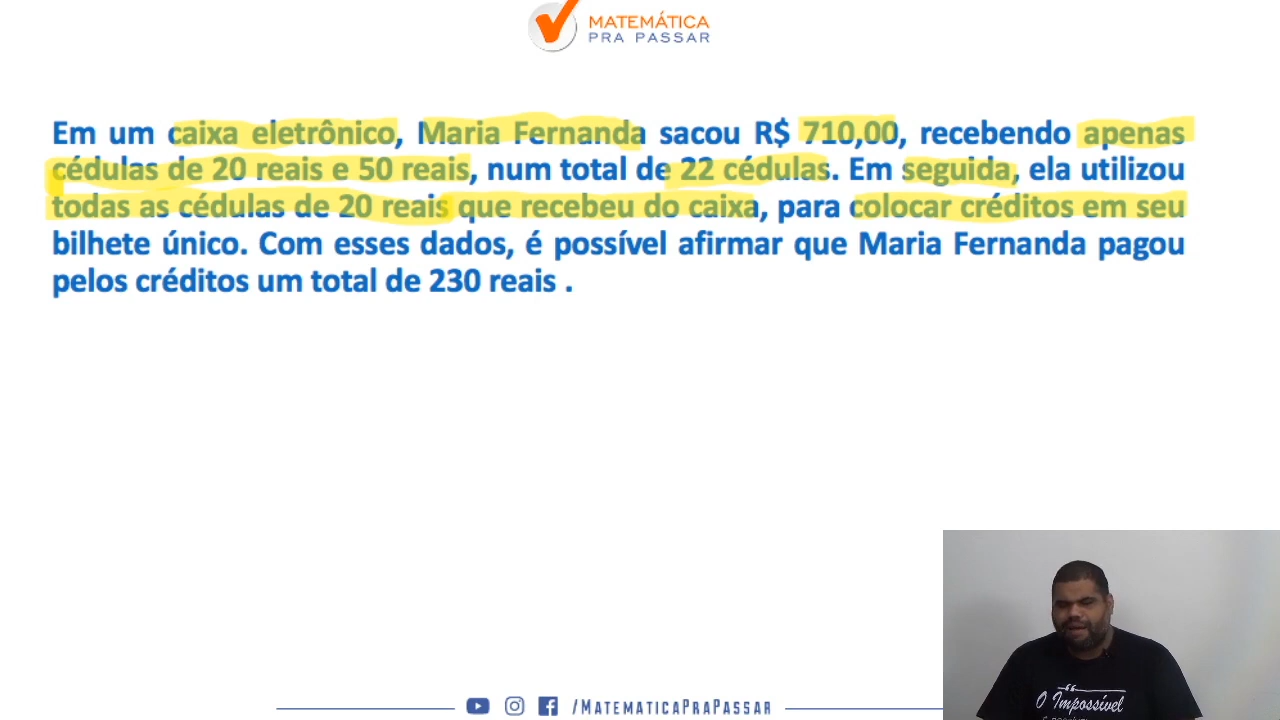 MATEMÁTICA
PRA PASSAR
Em um caixa eletrônico, Maria Fernanda sacou R$ 710,00, recebendo apenas
cédulas de 20 reais e 50 reais, num total de 22 cédulas. Em seguida, ela utilizou
todas as cédulas de 20 reais que recebeu do caixa, para colocar créditos em seu
bilhete único. Com esses dados, é possível afirmar que Maria Fernanda pagou
pelos créditos um total de 230 reais .
“ O Impossível
/MATEMATICAPRAPASSAR